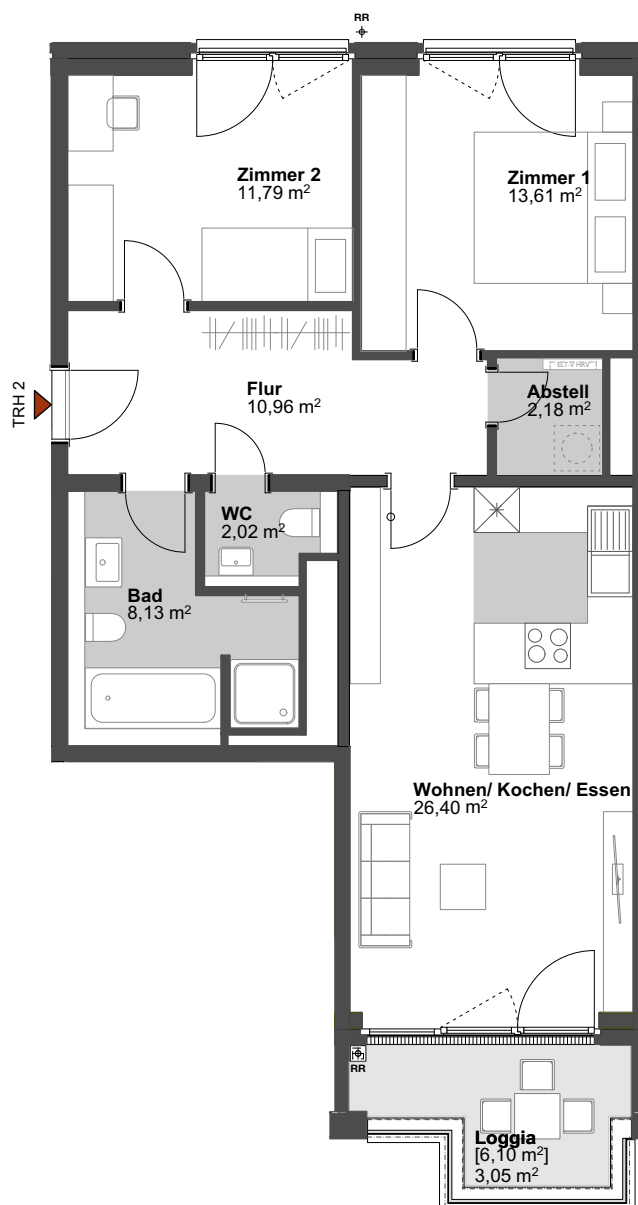 RR
Zimmer 2
11,79 m²
Zimmer 1
13,61 m²
ELT-V HRV
TRH 2
Flur
10,96 m²
Abstell
2,18 m²
WC
2,02 m²
Bad
8,13 m²
Wohnen/ Kochen/ Essen
26,40 m²
RR
Loggia
[6,10 m²]
3,05 m²